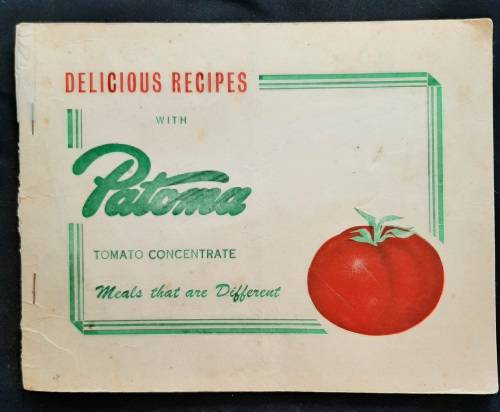 DELICIOUS RECIPES
WITH
Patoma
TOMATO CONCENTRATE
Meals that are Different